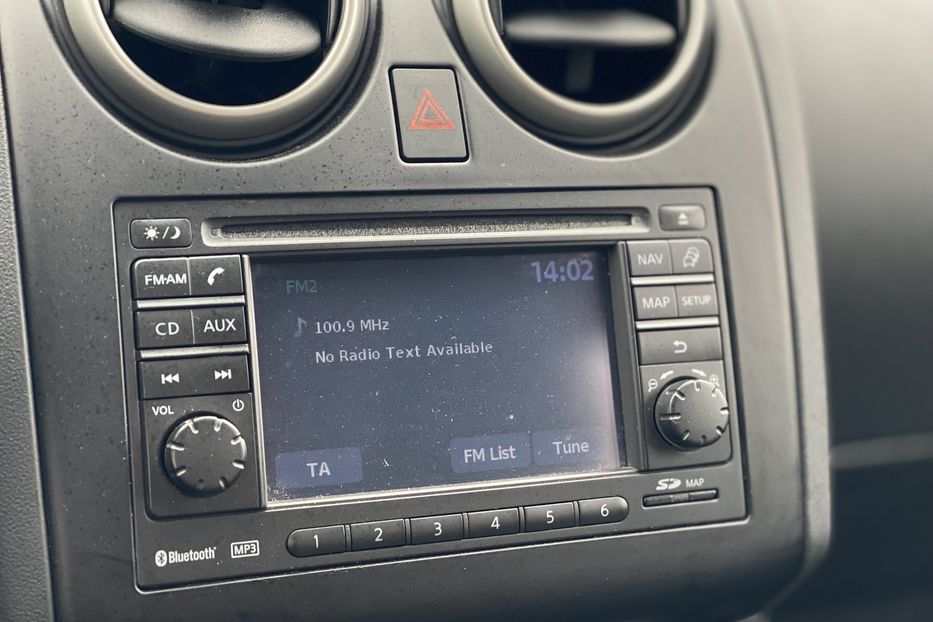 FM2
14:02
100.9 MHz
No Radio Text Available
TA
FM List
Tune
FM·AM
CD
AUX
VOL
NAV
MAP
SETUP
SD MAP
1 2 3 4 5 6
Bluetooth®
MP3